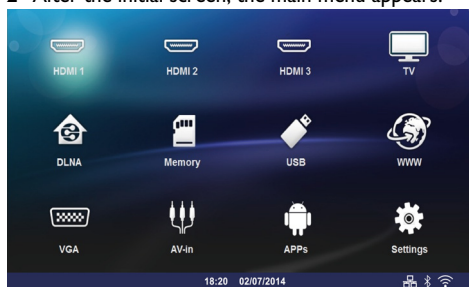 2 After the initial screen, the main menu appears.
HDMI 1 HDMI 2 HDMI 3 TV
DLNA Memory USB WWW
VGA AV-in APPs Settings
18:20 02/07/2014